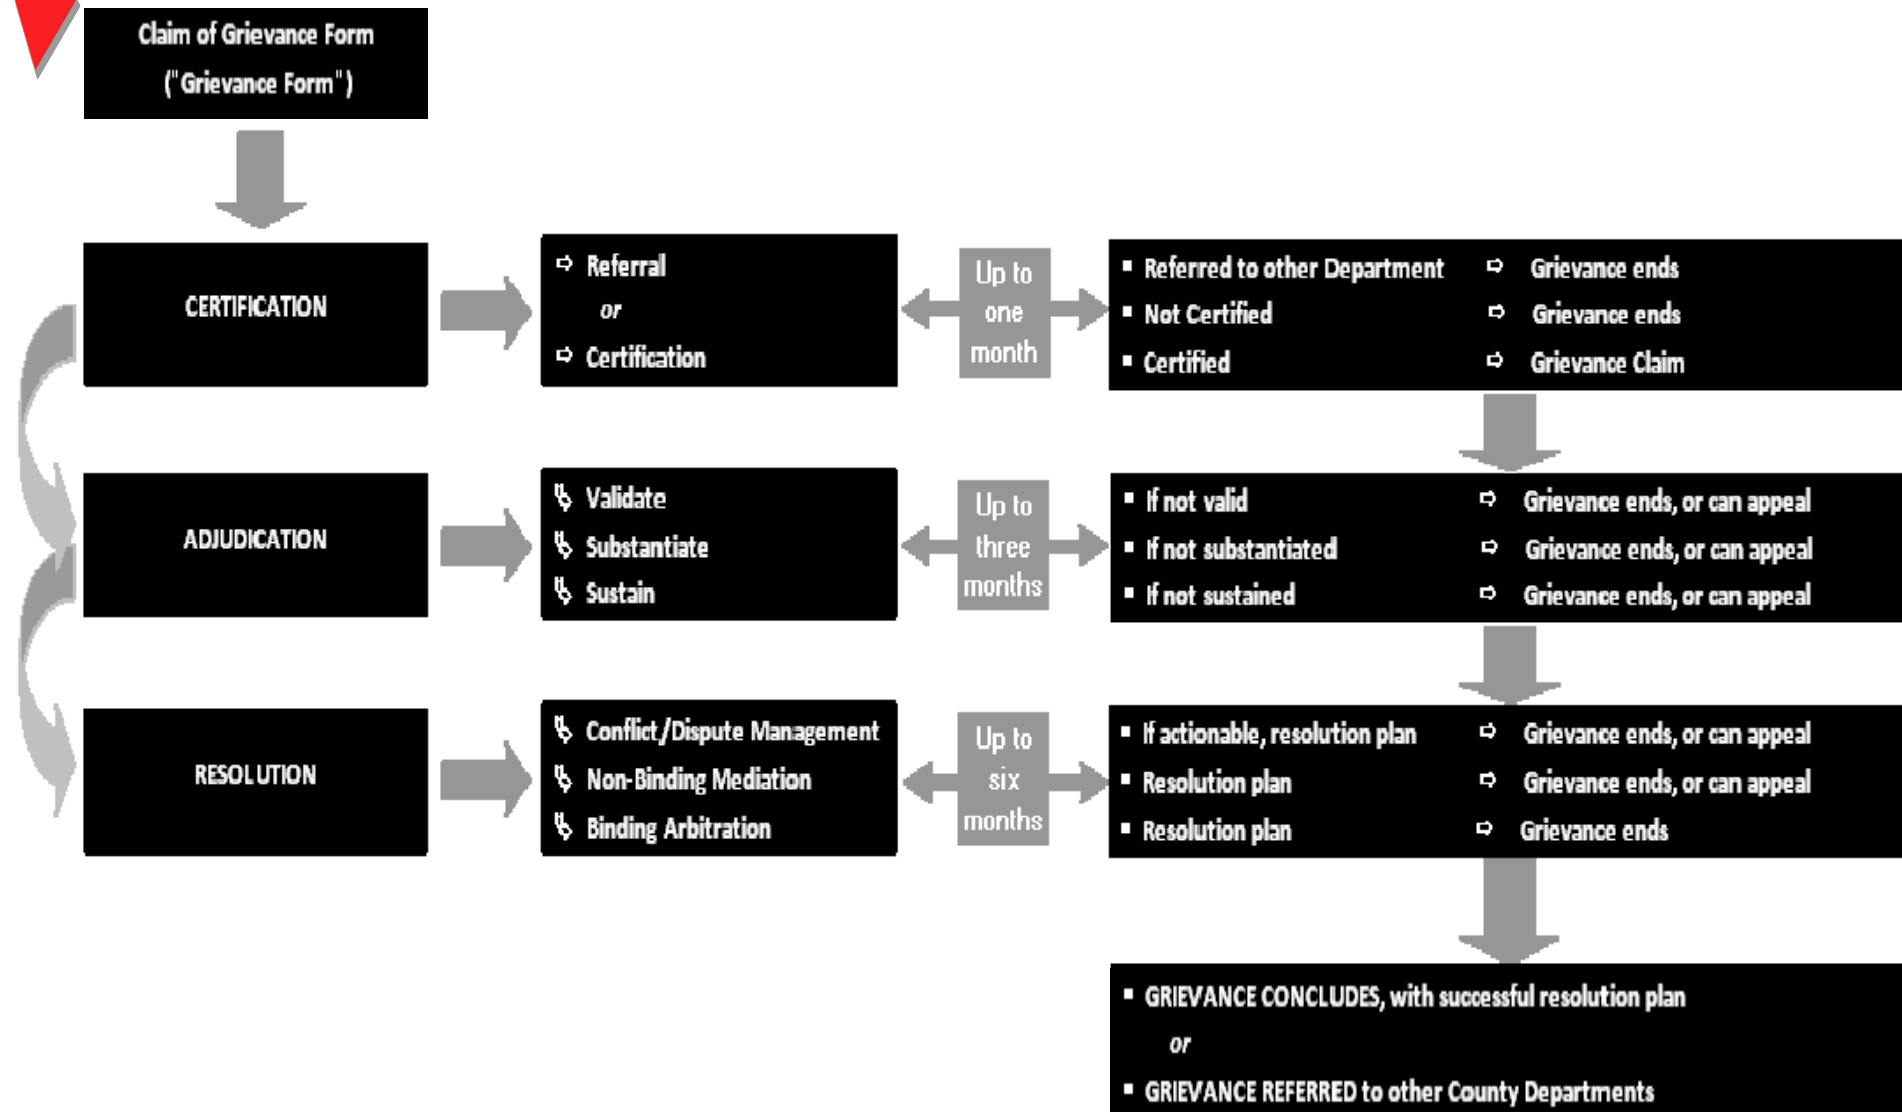 Claim of Grievance Form
("Grievance Form")
CERTIFICATION
Referral
or
Certification
Up to
one
month
Referred to other Department Grievance ends
Not Certified Grievance ends
Certified Grievance Claim
ADJUDICATION
Validate
Substantiate
Sustain
Up to
three
months
If not valid Grievance ends, or can appeal
If not substantiated Grievance ends, or can appeal
If not sustained Grievance ends, or can appeal
RESOLUTION
Conflict/Dispute Management
Non-Binding Mediation
Binding Arbitration
Up to
six
months
If actionable, resolution plan Grievance ends, or can appeal
Resolution plan Grievance ends, or can appeal
Resolution plan Grievance ends
GRIEVANCE CONCLUDES, with successful resolution plan
or
GRIEVANCE REFERRED to other County Departments